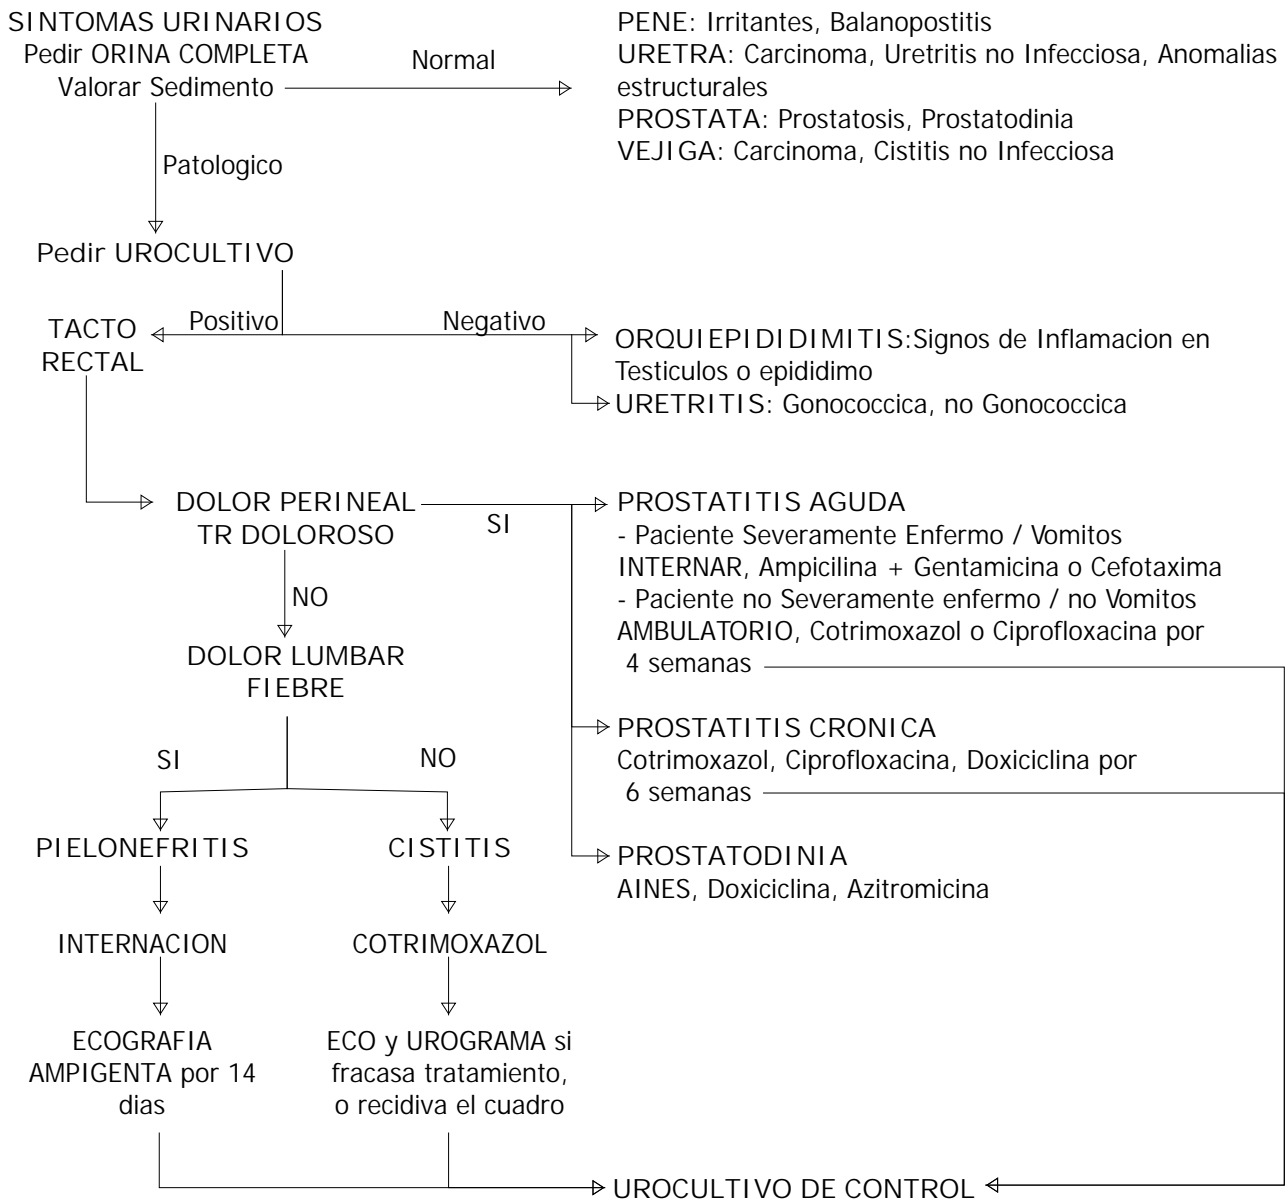 SINTOMAS URINARIOS
Pedir ORINA COMPLETA
Valorar Sedimento
Normal
PENE: Irritantes, Balanopostitis
URETRA: Carcinoma, Uretritis no Infecciosa, Anomalias
estructurales
PROSTATA: Prostatosis, Prostatodinia
VEJIGA: Carcinoma, Cistitis no Infecciosa
Patologico
Pedir UROCULTIVO
Positivo
Negativo
TACTO
RECTAL
ORQUIEPIDIDIMITIS:Signos de Inflamacion en
Testiculos o epididimo
URETRITIS: Gonococcica, no Gonococcica
DOLOR PERINEAL
TR DOLOROSO
SI
PROSTATITIS AGUDA
- Paciente Severamente Enfermo / Vomitos
INTERNAR, Ampicilina + Gentamicina o Cefotaxima
- Paciente no Severamente enfermo / no Vomitos
AMBULATORIO, Cotrimoxazol o Ciprofloxacina por
4 semanas
NO
DOLOR LUMBAR
FIEBRE
PROSTATITIS CRONICA
Cotrimoxazol, Ciprofloxacina, Doxiciclina por
6 semanas
SI
NO
PIELONEFRITIS
CISTITIS
PROSTATODINIA
AINES, Doxiciclina, Azitromicina
INTERNACION
COTRIMOXAZOL
ECOGRAFIA
AMPIGENTA por 14
dias
ECO y UROGRAMA si
fracasa tratamiento,
o recidiva el cuadro
UROCULTIVO DE CONTROL